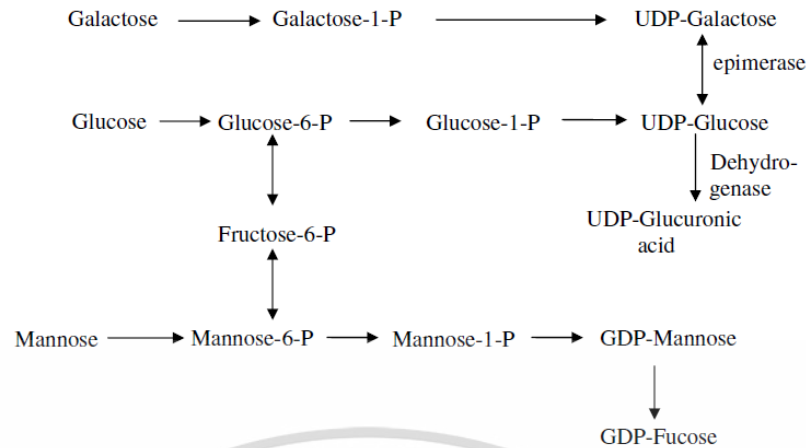 Galactose Galactose-1-P UDP-Galactose
epimerase
Glucose Glucose-6-P Glucose-1-P UDP-Glucose
Dehydro-
genase
UDP-Glucuronic
acid
Fructose-6-P
Mannose Mannose-6-P Mannose-1-P GDP-Mannose
GDP-Fucose